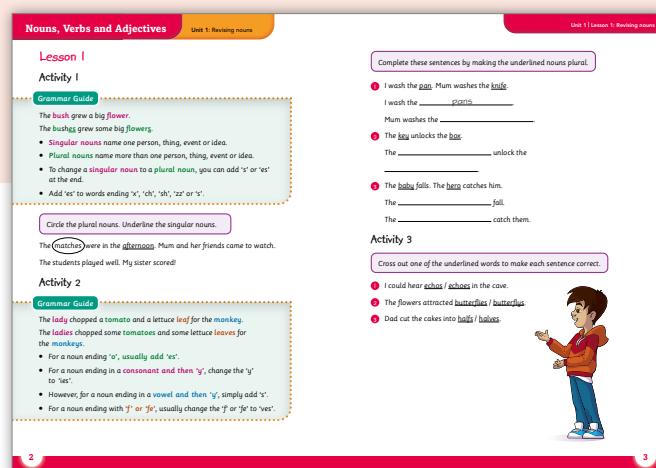 Nouns, Verbs and Adjectives
Unit 1: Revising nouns
Lesson 1
Activity 1
Grammar Guide
The bush grew a big flower.
The bushes grew some big flowers.
• Singular nouns name one person, thing, event or idea.
• Plural nouns name more than one person, thing, event or idea.
• To change a singular noun to a plural noun, you can add 's' or 'es'
at the end.
• Add 'es' to words ending 'x', 'ch', 'sh', 'zz' or 's'.
Circle the plural nouns. Underline the singular nouns.
The matches were in the afternoon. Mum and her friends came to watch.
The students played well. My sister scored!
Activity 2
Grammar Guide
The lady chopped a tomato and a lettuce leaf for the monkey.
The ladies chopped some tomatoes and some lettuce leaves for
the monkeys.
• For a noun ending 'o', usually add 'es'.
• For a noun ending in a consonant and then 'y', change the 'y'
to 'ies'.
• However, for a noun ending in a vowel and then 'y', simply add 's'.
• For a noun ending with 'f' or 'fe', usually change the 'f' or 'fe' to 'ves'.
2
Unit 1 | Lesson 1: Revising nouns
Complete these sentences by making the underlined nouns plural.
1 I wash the pan. Mum washes the knife.
I wash the pans.
Mum washes the .
2 The key unlocks the box.
The unlock the
.
3 The baby falls. The hero catches him.
The fall.
The catch them.
Activity 3
Cross out one of the underlined words to make each sentence correct.
1 I could hear echos / echoes in the cave.
2 The flowers attracted butterflies / butterflys.
3 Dad cut the cakes into halfs / halves.
3